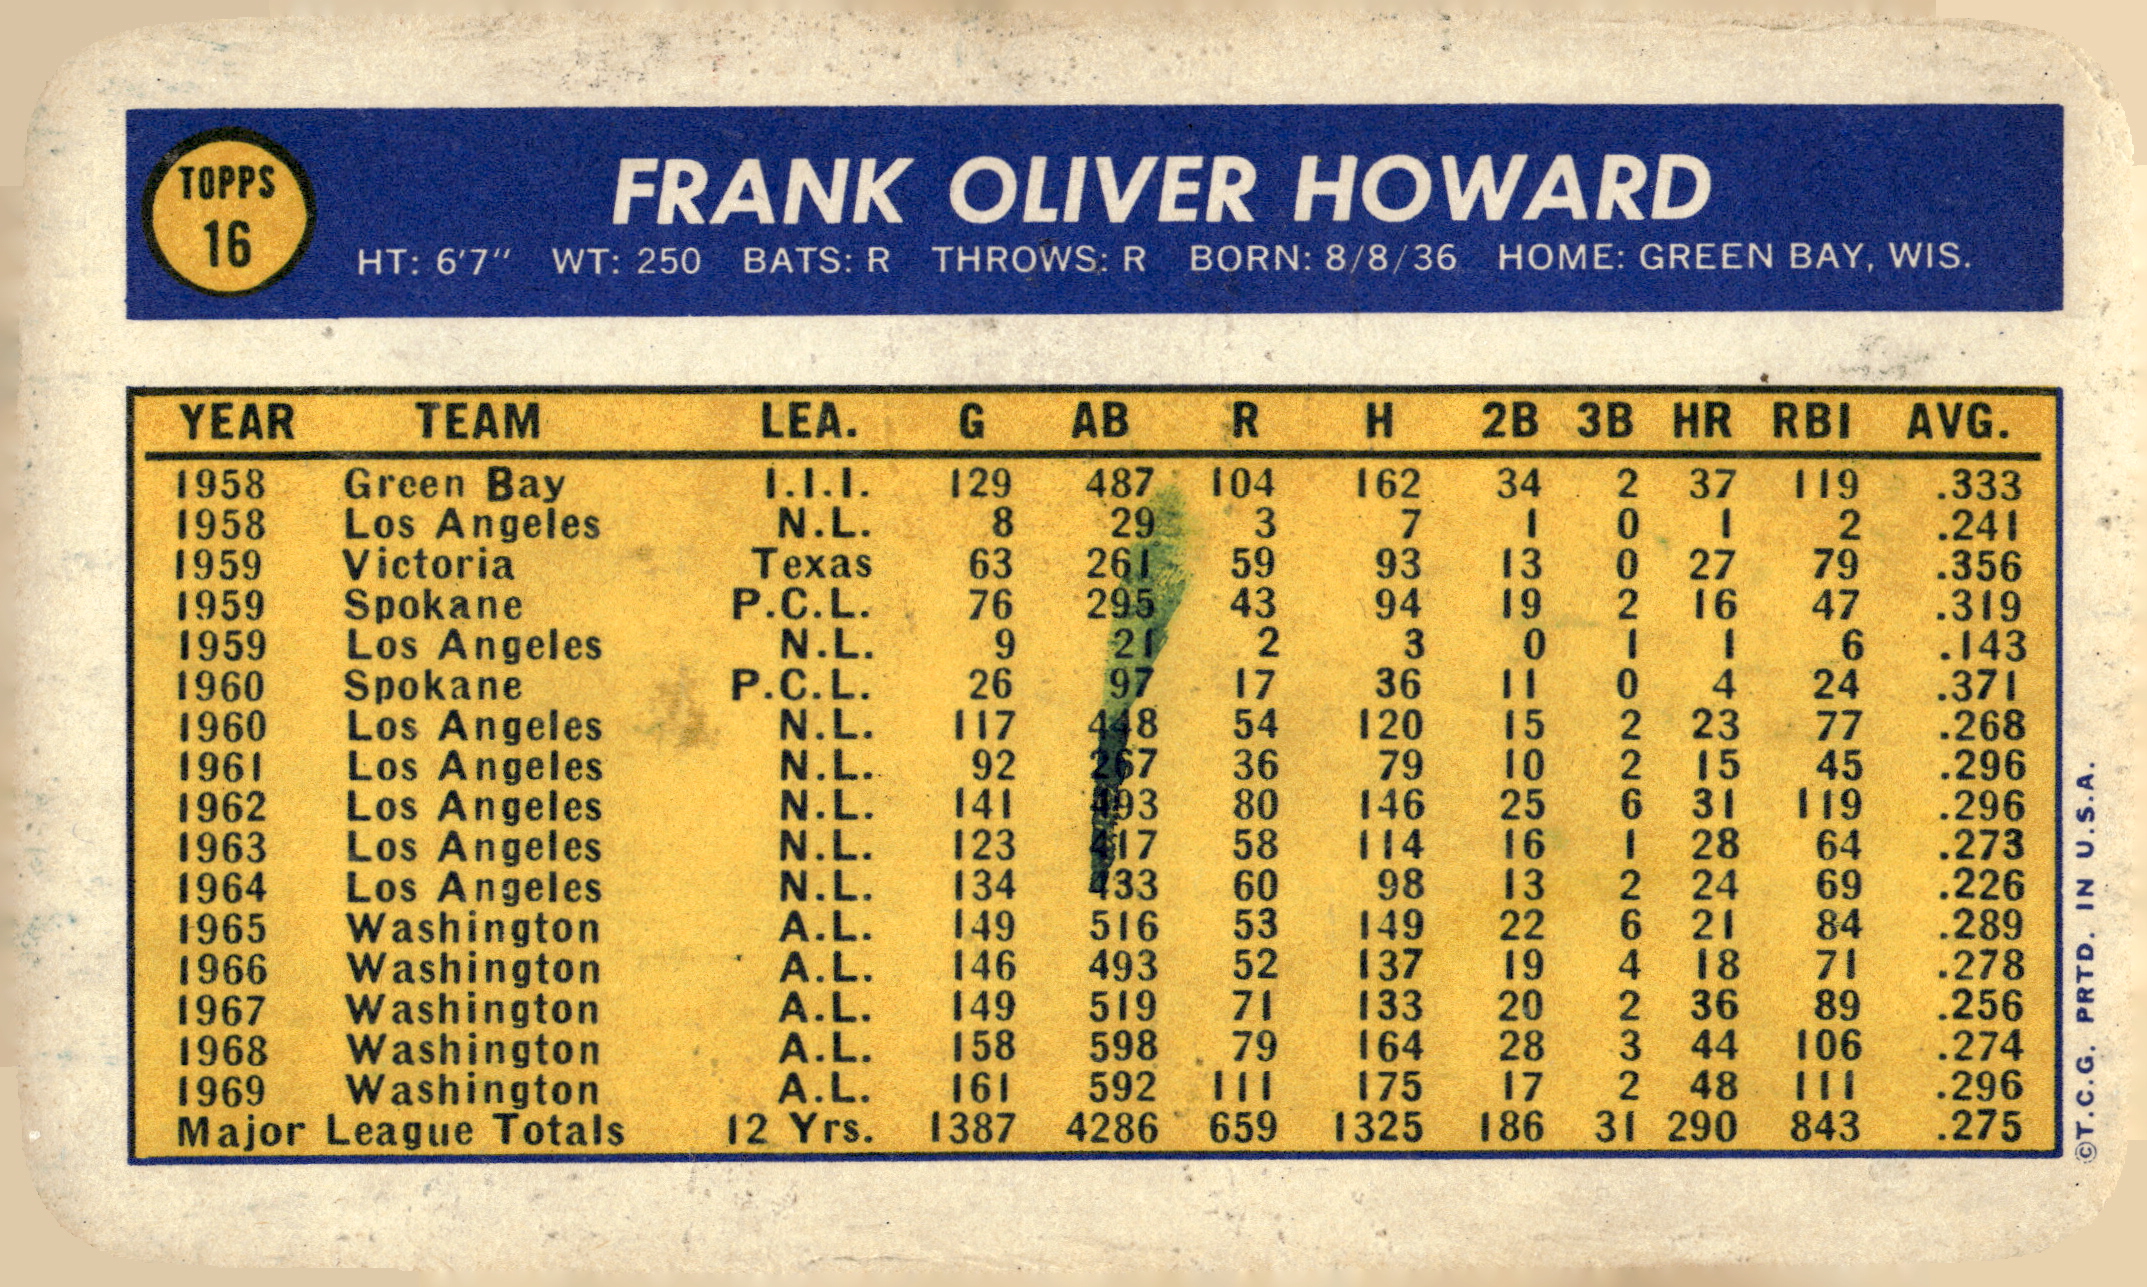 TOPPS
16
FRANK OLIVER HOWARD
HT: 6'7" WT: 250 BATS: R THROWS: R BORN: 8/8/36 HOME: GREEN BAY, WIS.
YEAR TEAM LEA. G AB R H 2B 3B HR RBI AVG.
1958 Green Bay I.I.I. 129 487 104 162 34 2 37 119 .333
1958 Los Angeles N.L. 8 29 3 7 1 0 1 2 .241
1959 Victoria Texas 63 261 59 93 13 0 27 79 .356
1959 Spokane P.C.L. 76 295 43 94 19 2 16 47 .319
1959 Los Angeles N.L. 9 21 2 3 0 1 1 6 .143
1960 Spokane P.C.L. 26 97 17 36 11 0 4 24 .371
1960 Los Angeles N.L. 117 448 54 120 15 2 23 77 .268
1961 Los Angeles N.L. 92 267 36 79 10 2 15 45 .296
1962 Los Angeles N.L. 141 493 80 146 25 6 31 119 .296
1963 Los Angeles N.L. 123 417 58 114 16 1 28 64 .273
1964 Los Angeles N.L. 134 433 60 98 13 2 24 69 .226
1965 Washington A.L. 149 516 53 149 22 6 21 84 .289
1966 Washington A.L. 146 493 52 137 19 4 18 71 .278
1967 Washington A.L. 149 519 71 133 20 2 36 89 .256
1968 Washington A.L. 158 598 79 164 28 3 44 106 .274
1969 Washington A.L. 161 592 111 175 17 2 48 111 .296
Major League Totals 12 Yrs. 1387 4286 659 1325 186 31 290 843 .275
©T.C.G. PRTD. IN U.S.A.